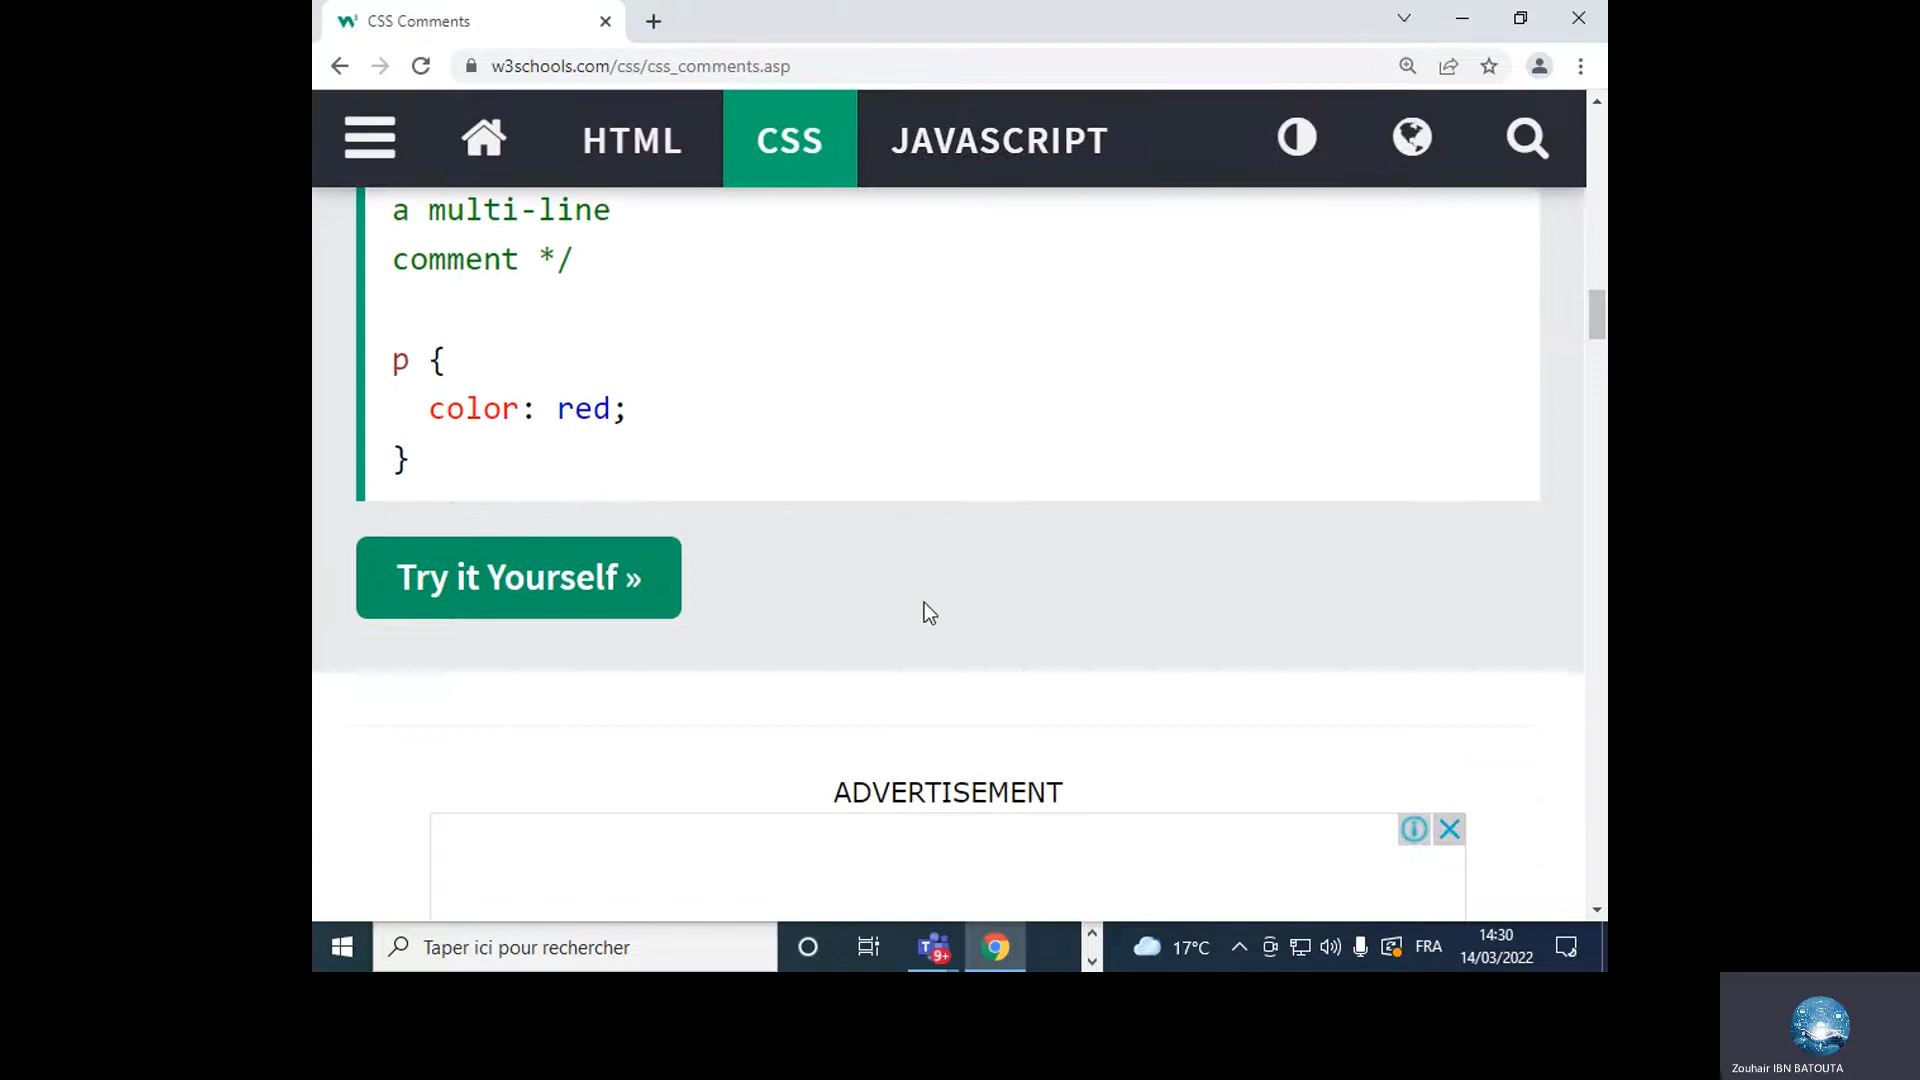 CSS Comments
w3schools.com/css/css_comments.asp
HTML CSS JAVASCRIPT
a multi-line
comment */
p {
color: red;
}
Try it Yourself »
ADVERTISEMENT
Taper ici pour rechercher
9+
17°C
FRA
14:30
14/03/2022
Zouhair IBN BATOUTA